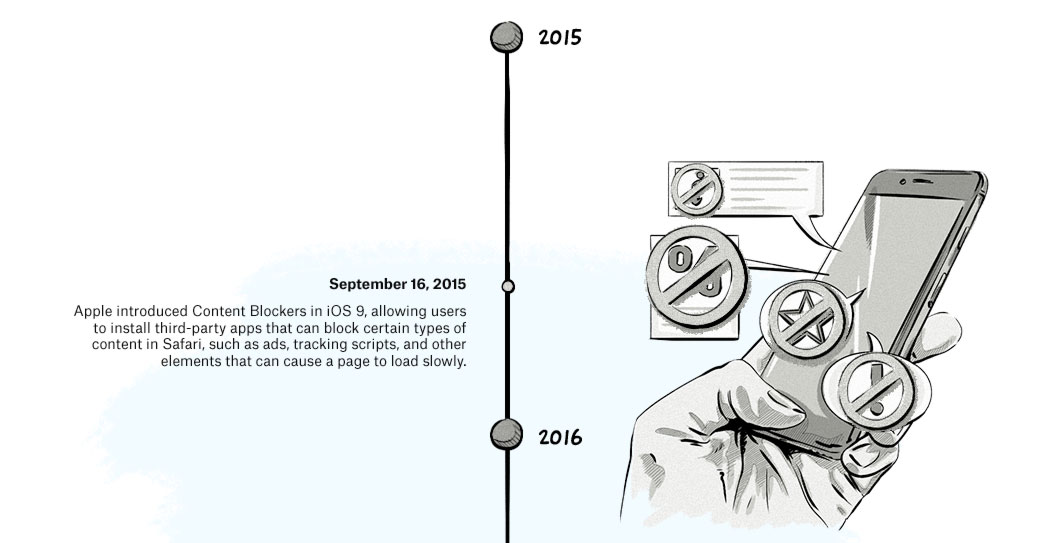 2015
September 16, 2015
Apple introduced Content Blockers in iOS 9, allowing users
to install third-party apps that can block certain types of
content in Safari, such as ads, tracking scripts, and other
elements that can cause a page to load slowly.
2016